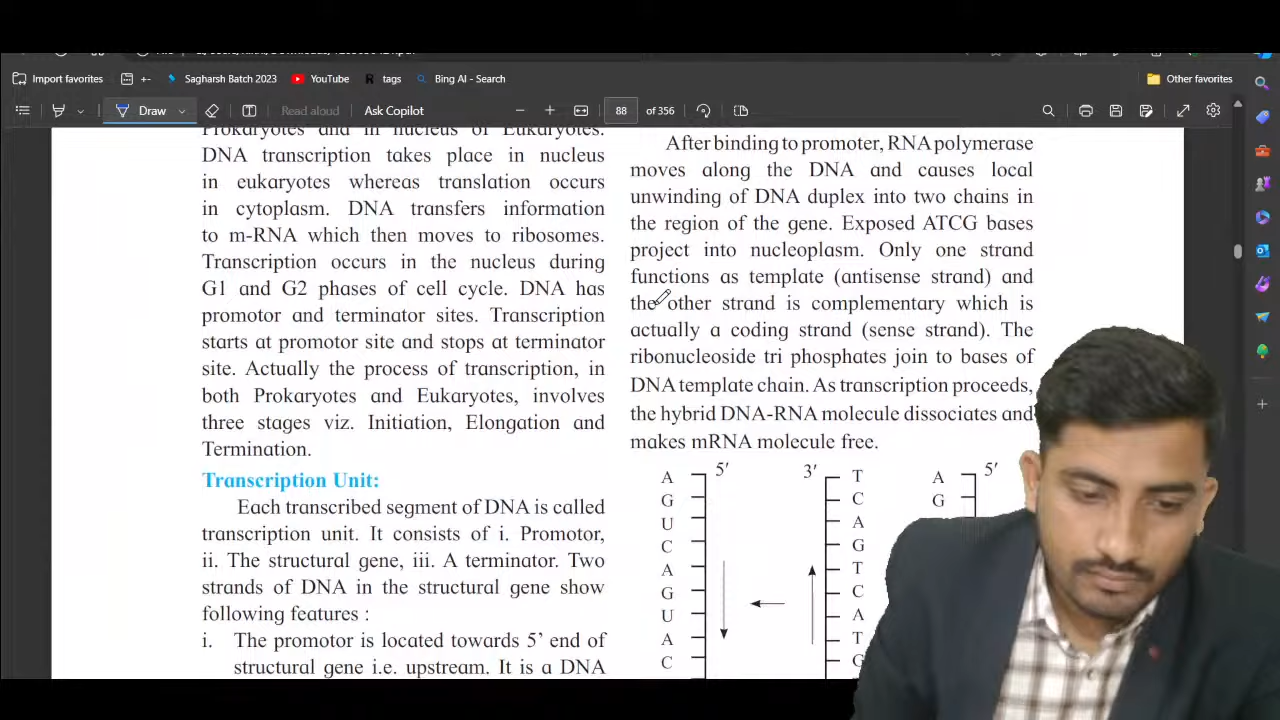 Import favorites
Sagharsh Batch 2023
YouTube
tags
Bing AI - Search
Other favorites
Draw
Read aloud
Ask Copilot
88 of 356
Prokaryotes and in nucleus of Eukaryotes.
DNA transcription takes place in nucleus
in eukaryotes whereas translation occurs
in cytoplasm. DNA transfers information
to m-RNA which then moves to ribosomes.
Transcription occurs in the nucleus during
G1 and G2 phases of cell cycle. DNA has
promotor and terminator sites. Transcription
starts at promotor site and stops at terminator
site. Actually the process of transcription, in
both Prokaryotes and Eukaryotes, involves
three stages viz. Initiation, Elongation and
Termination.
Transcription Unit:
Each transcribed segment of DNA is called
transcription unit. It consists of i. Promotor,
ii. The structural gene, iii. A terminator. Two
strands of DNA in the structural gene show
following features :
i. The promotor is located towards 5’ end of
structural gene i.e. upstream. It is a DNA
After binding to promoter, RNA polymerase
moves along the DNA and causes local
unwinding of DNA duplex into two chains in
the region of the gene. Exposed ATCG bases
project into nucleoplasm. Only one strand
functions as template (antisense strand) and
the other strand is complementary which is
actually a coding strand (sense strand). The
ribonucleoside tri phosphates join to bases of
DNA template chain. As transcription proceeds,
the hybrid DNA-RNA molecule dissociates and
makes mRNA molecule free.
A 5′ 3′ T A 5′
G C G
U A
C G
A T
G C
U A
A T
C G